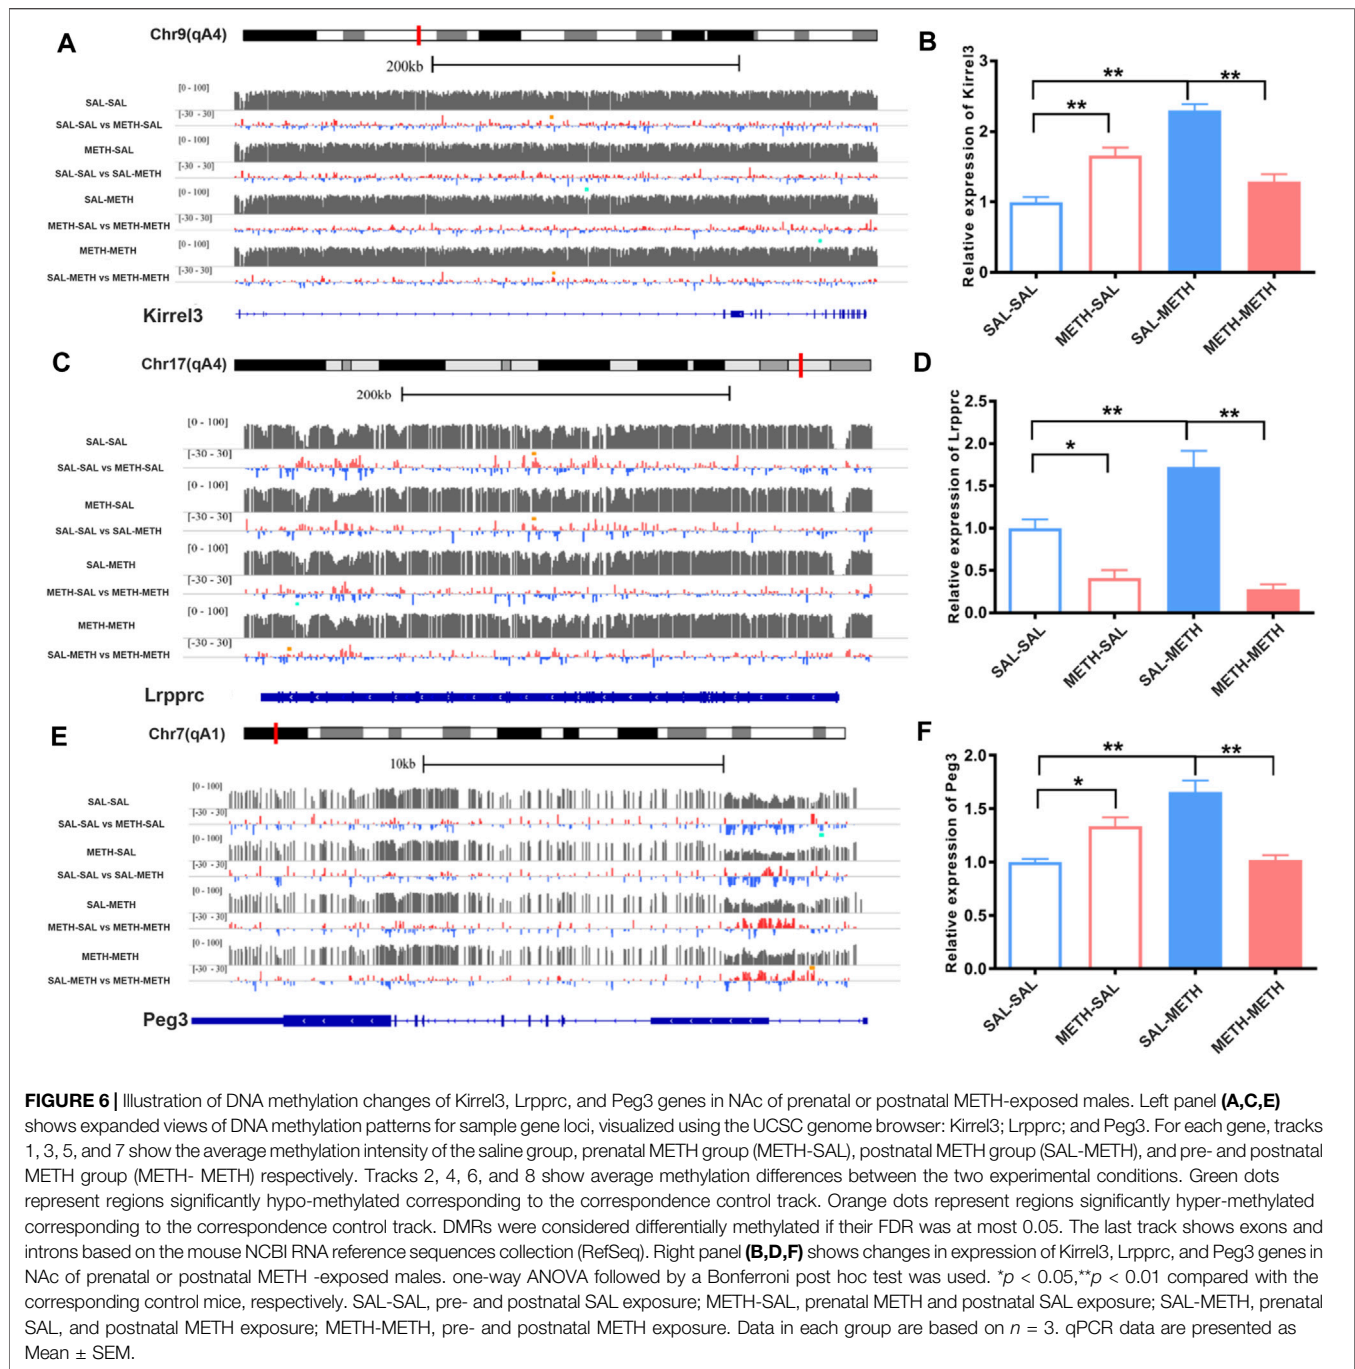 A
Chr9(qA4)
200kb
SAL-SAL
[0 - 100]
SAL-SAL vs METH-SAL
[-30 - 30]
METH-SAL
[0 - 100]
SAL-SAL vs SAL-METH
[-30 - 30]
SAL-METH
[0 - 100]
METH-SAL vs METH-METH
[-30 - 30]
METH-METH
[0 - 100]
SAL-METH vs METH-METH
[-30 - 30]
Kirrel3
B
Relative expression of Kirrel3
3
2
1
0
**
**
**
SAL-SAL
METH-SAL
SAL-METH
METH-METH
C
Chr17(qA4)
200kb
SAL-SAL
[0 - 100]
SAL-SAL vs METH-SAL
[-30 - 30]
METH-SAL
[0 - 100]
SAL-SAL vs SAL-METH
[-30 - 30]
SAL-METH
[0 - 100]
METH-SAL vs METH-METH
[-30 - 30]
METH-METH
[0 - 100]
SAL-METH vs METH-METH
[-30 - 30]
Lrpprc
D
Relative expression of Lrpprc
2.5
2.0
1.5
1.0
0.5
0.0
**
**
*
SAL-SAL
METH-SAL
SAL-METH
METH-METH
E
Chr7(qA1)
10kb
SAL-SAL
[0 - 100]
SAL-SAL vs METH-SAL
[-30 - 30]
METH-SAL
[0 - 100]
SAL-SAL vs SAL-METH
[-30 - 30]
SAL-METH
[0 - 100]
METH-SAL vs METH-METH
[-30 - 30]
METH-METH
[0 - 100]
SAL-METH vs METH-METH
[-30 - 30]
Peg3
F
Relative expression of Peg3
2.0
1.5
1.0
0.5
0.0
**
**
*
SAL-SAL
METH-SAL
SAL-METH
METH-METH
FIGURE 6 | Illustration of DNA methylation changes of Kirrel3, Lrpprc, and Peg3 genes in NAc of prenatal or postnatal METH-exposed males. Left panel (A,C,E)
shows expanded views of DNA methylation patterns for sample gene loci, visualized using the UCSC genome browser: Kirrel3; Lrpprc; and Peg3. For each gene, tracks
1, 3, 5, and 7 show the average methylation intensity of the saline group, prenatal METH group (METH-SAL), postnatal METH group (SAL-METH), and pre- and postnatal
METH group (METH- METH) respectively. Tracks 2, 4, 6, and 8 show average methylation differences between the two experimental conditions. Green dots
represent regions significantly hypo-methylated corresponding to the correspondence control track. Orange dots represent regions significantly hyper-methylated
corresponding to the correspondence control track. DMRs were considered differentially methylated if their FDR was at most 0.05. The last track shows exons and
introns based on the mouse NCBI RNA reference sequences collection (RefSeq). Right panel (B,D,F) shows changes in expression of Kirrel3, Lrpprc, and Peg3 genes in
NAc of prenatal or postnatal METH -exposed males. one-way ANOVA followed by a Bonferroni post hoc test was used. *p < 0.05,**p < 0.01 compared with the
corresponding control mice, respectively. SAL-SAL, pre- and postnatal SAL exposure; METH-SAL, prenatal METH and postnatal SAL exposure; SAL-METH, prenatal
SAL, and postnatal METH exposure; METH-METH, pre- and postnatal METH exposure. Data in each group are based on n = 3. qPCR data are presented as
Mean ± SEM.